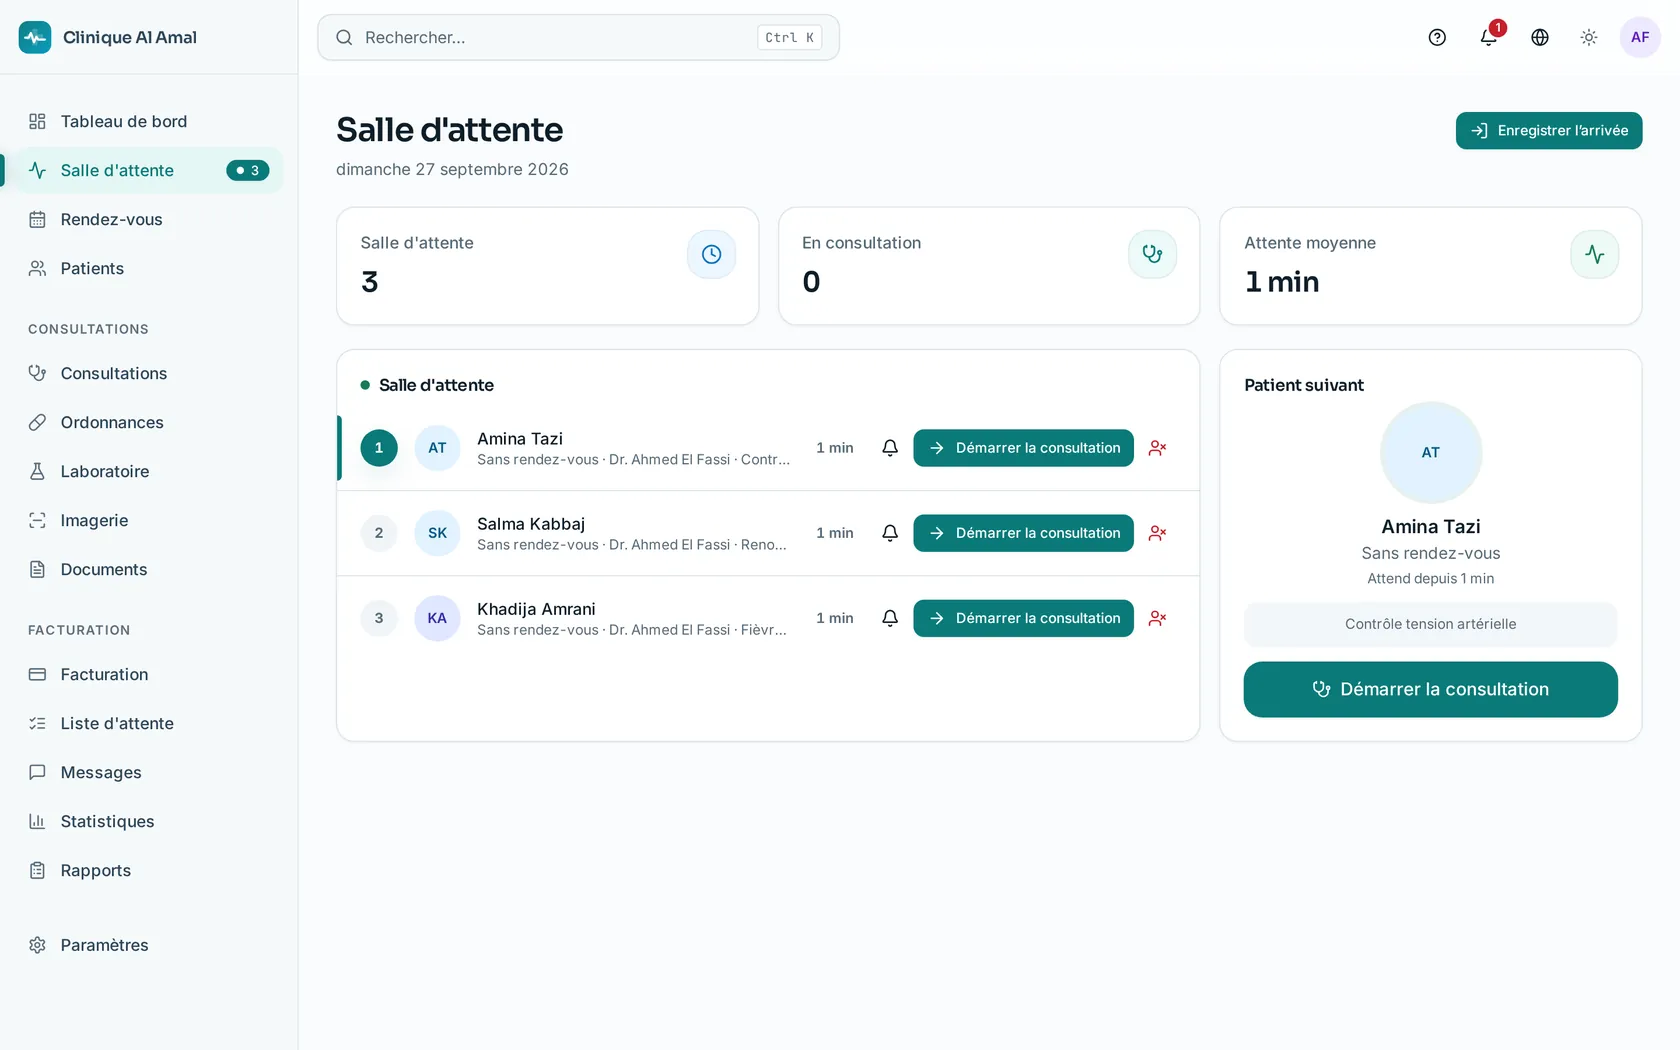 Clinique Al Amal
Rechercher...
Ctrl K
1
AF
Tableau de bord
Salle d'attente
3
Rendez-vous
Patients
CONSULTATIONS
Consultations
Ordonnances
Laboratoire
Imagerie
Documents
FACTURATION
Facturation
Liste d'attente
Messages
Statistiques
Rapports
Paramètres
Salle d'attente
dimanche 27 septembre 2026
Enregistrer l'arrivée
Salle d'attente
3
En consultation
0
Attente moyenne
1 min
Salle d'attente
1
AT
Amina Tazi
Sans rendez-vous · Dr. Ahmed El Fassi · Contr...
1 min
Démarrer la consultation
2
SK
Salma Kabbaj
Sans rendez-vous · Dr. Ahmed El Fassi · Reno...
1 min
Démarrer la consultation
3
KA
Khadija Amrani
Sans rendez-vous · Dr. Ahmed El Fassi · Fièvr...
1 min
Démarrer la consultation
Patient suivant
AT
Amina Tazi
Sans rendez-vous
Attend depuis 1 min
Contrôle tension artérielle
Démarrer la consultation